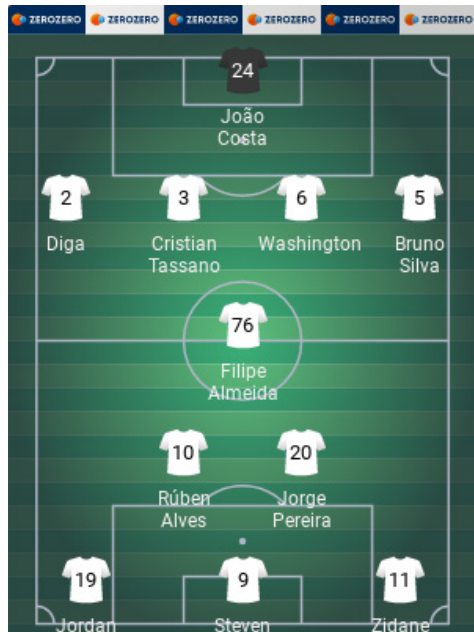 ZEROZERO ZEROZERO ZEROZERO ZEROZERO ZEROZERO ZEROZERO
24
João
Costa
2 3 6 5
Diga Cristian Washington Bruno
Tassano Silva
76
Filipe
Almeida
10 20
Rúben Jorge
Alves Pereira
19 9 11
Jordan Steven Zidane